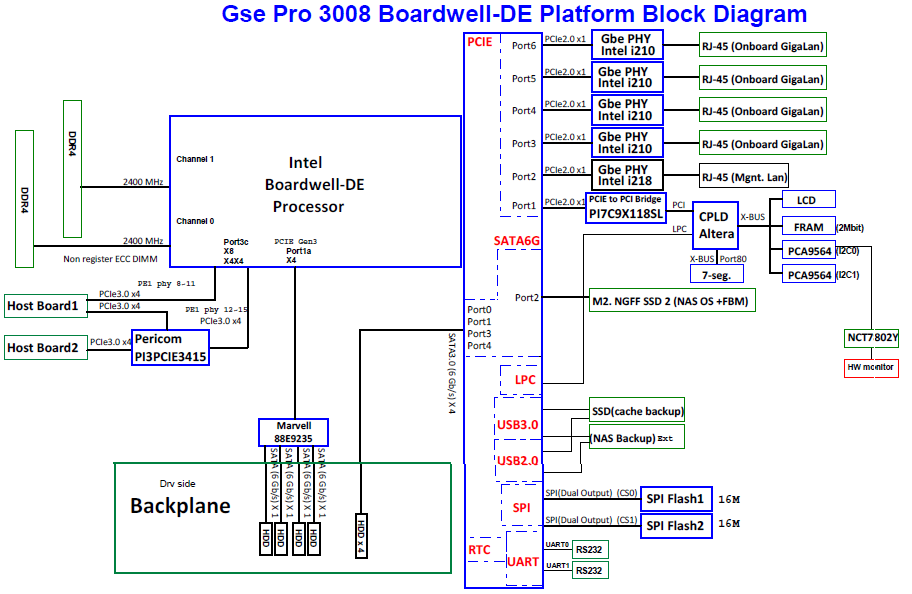 Gse Pro 3008 Boardwell-DE Platform Block Diagram
DDR4
DDR4
2400 MHz
2400 MHz
Non register ECC DIMM
Channel 1
Channel 0
Intel
Boardwell-DE
Processor
Port3c
X8
X4X4
PCIE Gen3
Port1a
X4
PE1 phy 8-11
PCIe3.0 x4
PCIe3.0 x4
PE1 phy 12-15
PCIe3.0 x4
Host Board1
Host Board2
PCIe3.0 x4
Pericom
PI3PCIE3415
Marvell
88E9235
SATA (6 Gb/s) X 1
SATA (6 Gb/s) X 1
SATA (6 Gb/s) X 1
SATA (6 Gb/s) X 1
Drv side
Backplane
HDD
HDD
HDD
HDD
HDD x 4
SATA3.0 (6 Gb/s) X 4
PCIE
Port6
Port5
Port4
Port3
Port2
Port1
SATA6G
Port2
Port0
Port1
Port3
Port4
LPC
USB3.0
USB2.0
SPI
RTC
UART
PCIe2.0 x1
Gbe PHY
Intel i210
RJ-45 (Onboard GigaLan)
PCIe2.0 x1
Gbe PHY
Intel i210
RJ-45 (Onboard GigaLan)
PCIe2.0 x1
Gbe PHY
Intel i210
RJ-45 (Onboard GigaLan)
PCIe2.0 x1
Gbe PHY
Intel i210
RJ-45 (Onboard GigaLan)
PCIe2.0 x1
Gbe PHY
Intel i218
RJ-45 (Mgnt. Lan)
PCIe2.0 x1
PCIE to PCI Bridge
PI7C9X118SL
PCI
LPC
CPLD
Altera
X-BUS
X-BUS Port80
7-seg.
LCD
FRAM (2Mbit)
PCA9564 (I2C0)
PCA9564 (I2C1)
NCT7802Y
HW monitor
M2. NGFF SSD 2 (NAS OS +FBM)
SSD(cache backup)
(NAS Backup) Ext
SPI(Dual Output) (CS0)
SPI Flash1
16M
SPI(Dual Output) (CS1)
SPI Flash2
16M
UART0
RS232
UART1
RS232